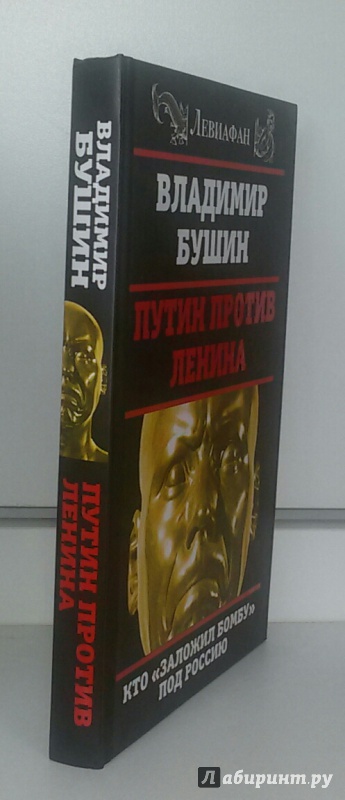 ЛЕВИАФАН
ВЛАДИМИР
БУШИН
ПУТИН ПРОТИВ
ЛЕНИНА
КТО «ЗАЛОЖИЛ БОМБУ»
ПОД РОССИЮ
ВЛАДИМИР
БУШИН
ПУТИН ПРОТИВ
ЛЕНИНА
Лабиринт.ру